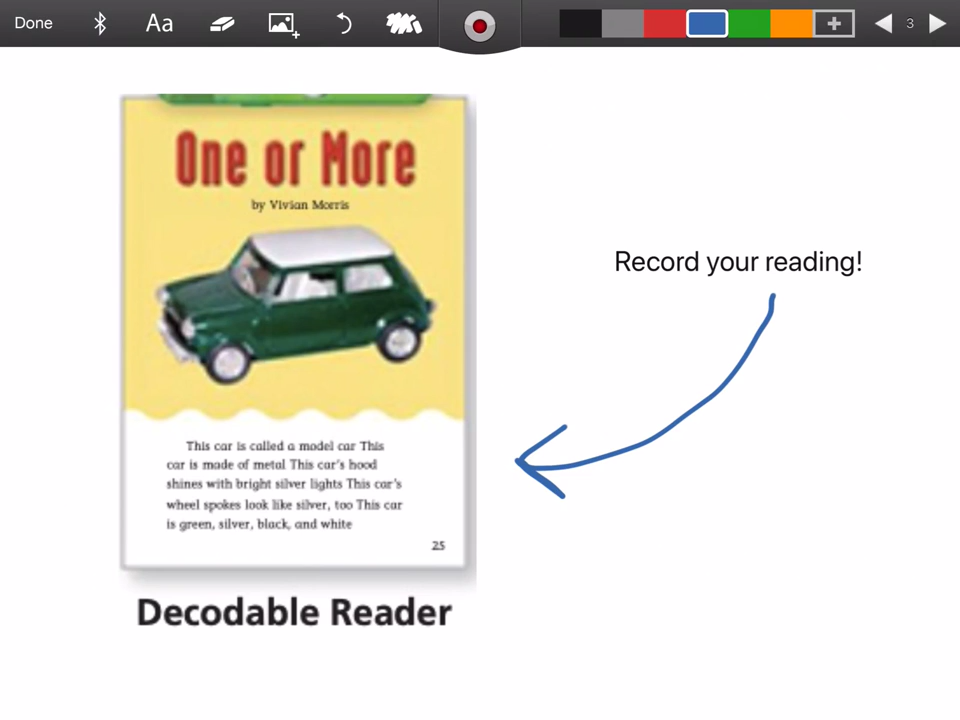 Done
Aa
3
One or More
by Vivian Morris
Record your reading!
This car is called a model car This
car is made of metal This car's hood
shines with bright silver lights This car's
wheel spokes look like silver, too This car
is green, silver, black, and white
25
Decodable Reader